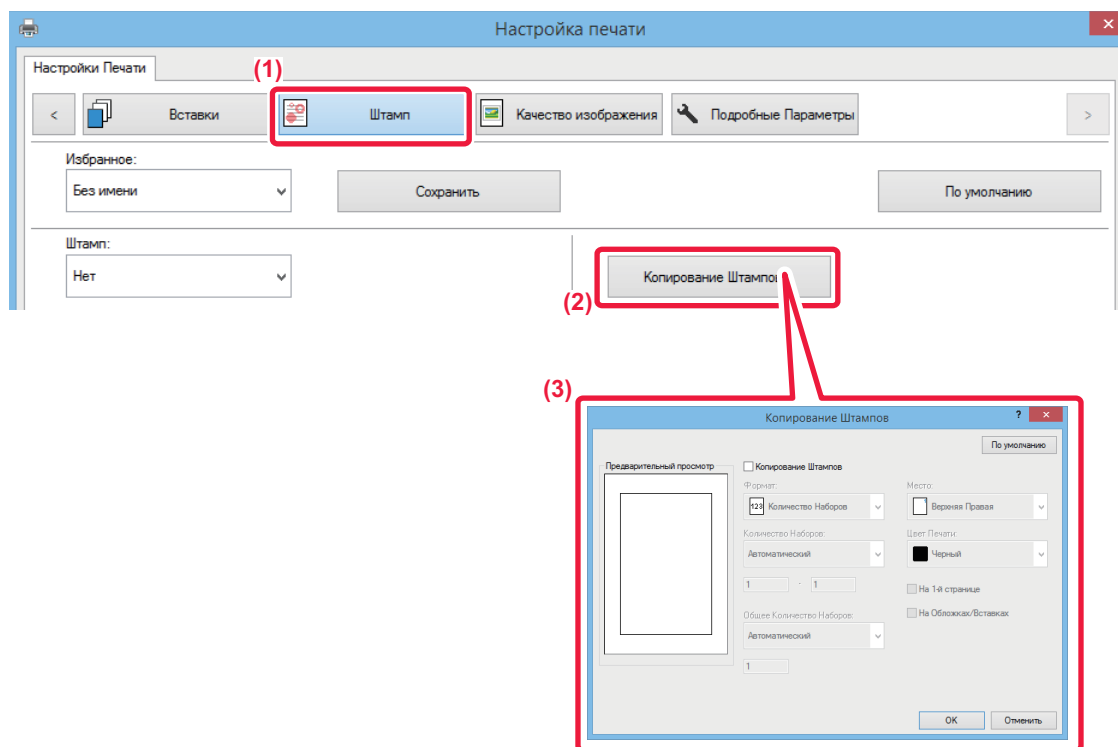 Настройка печати
Настройки Печати
(1)
<
Вставки
Штамп
Качество изображения
Подробные Параметры
>
Избранное:
Без имени
Сохранить
По умолчанию
Штамп:
Нет
Копирование Штампов
(2)
(3)
Копирование Штампов
?
По умолчанию
Предварительный просмотр
Копирование Штампов
Формат:
Место:
123 Количество Наборов
Верхняя Правая
Количество Наборов:
Цвет Печати:
Автоматический
Черный
1 - 1
На 1-й странице
Общее Количество Наборов:
На Обложках/Вставках
Автоматический
1
OK
Отменить